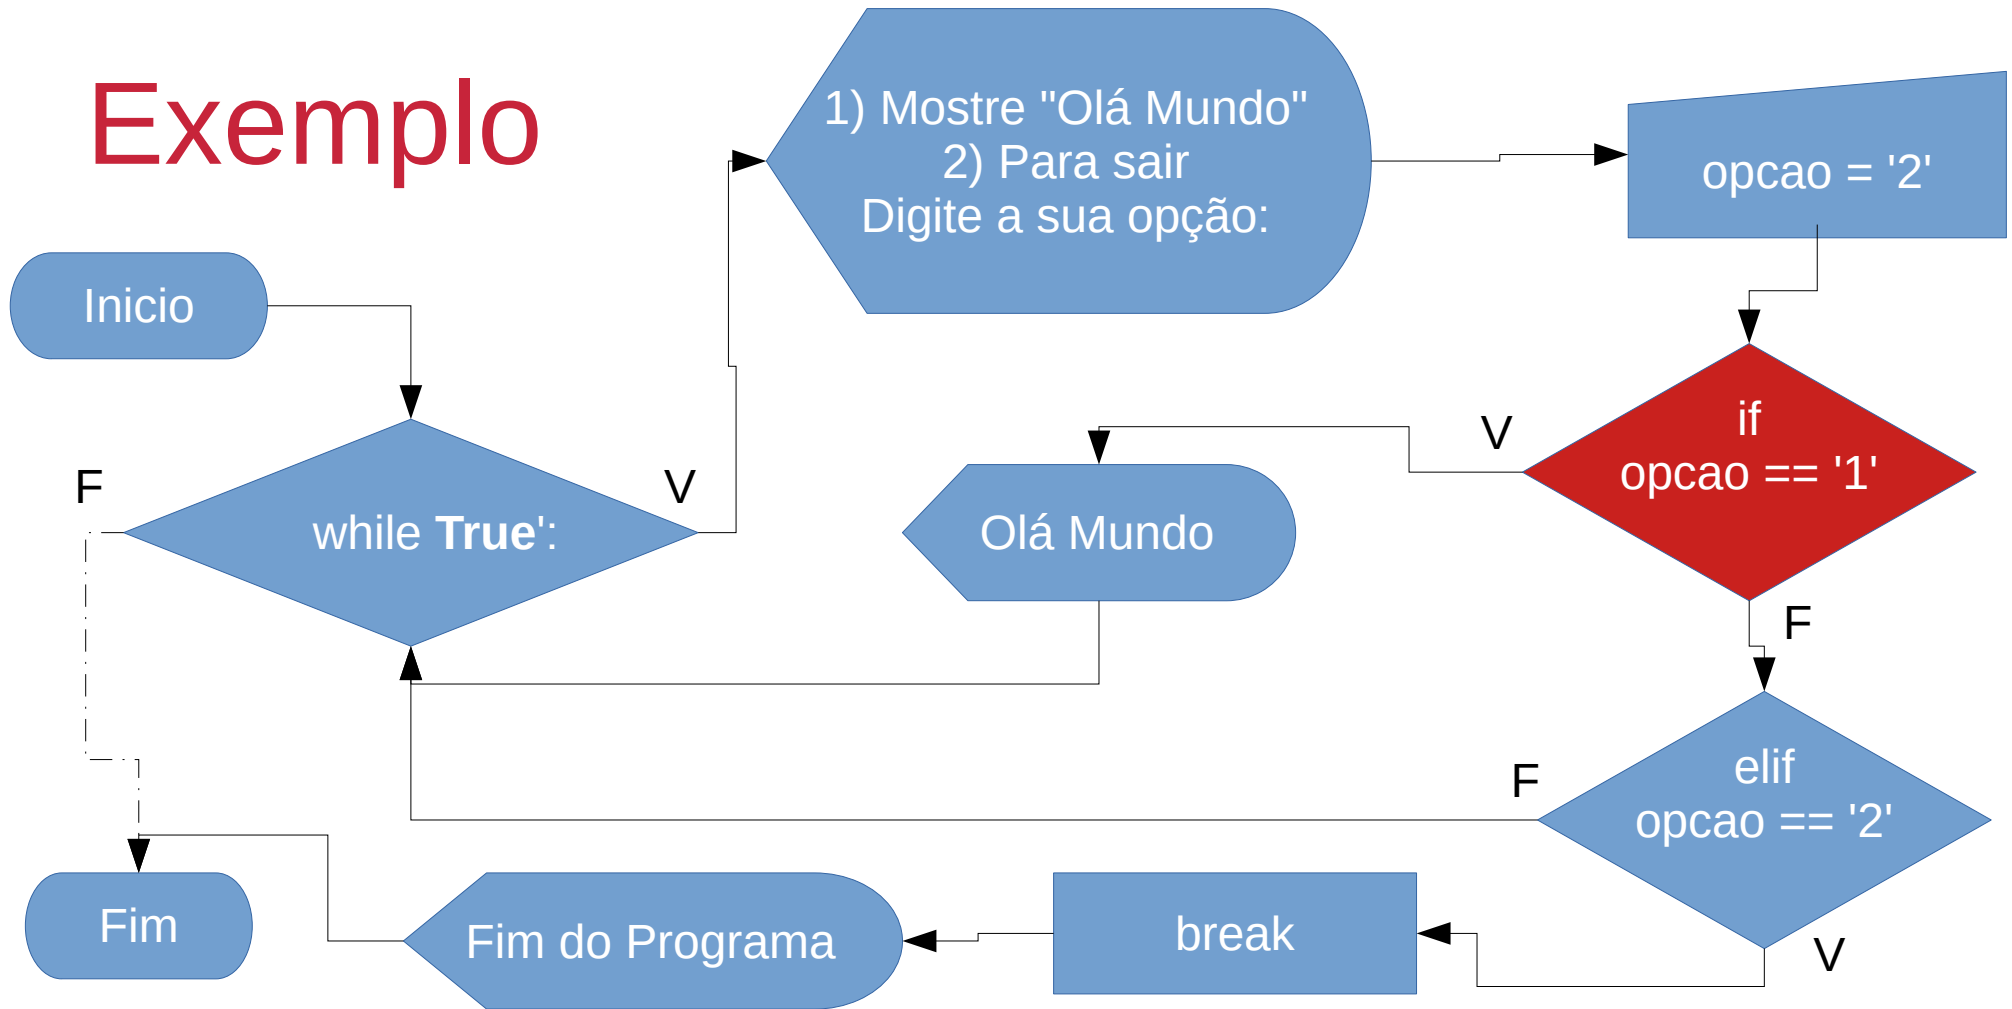 Exemplo
1) Mostre "Olá Mundo"
2) Para sair
Digite a sua opção:
opcao = '2'
Inicio
if
opcao == '1'
V
F
V
while True':
Olá Mundo
F
elif
opcao == '2'
F
Fim
Fim do Programa
break
V